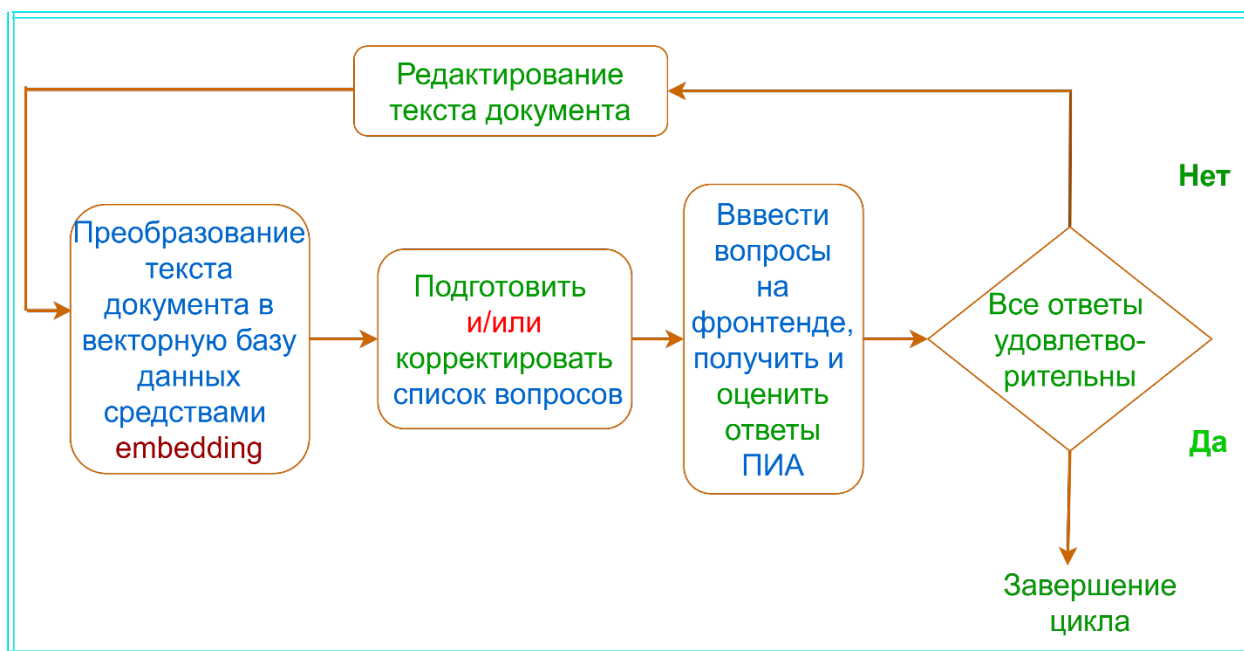 Редактирование
текста документа
Нет
Преобразование
текста
документа в
векторную базу
данных
средствами
embedding
Подготовить
и/или
корректировать
список вопросов
Вввести
вопросы
на
фронтенде,
получить и
оценить
ответы
ПИА
Все ответы
удовлетво-
рительны
Да
Завершение
цикла